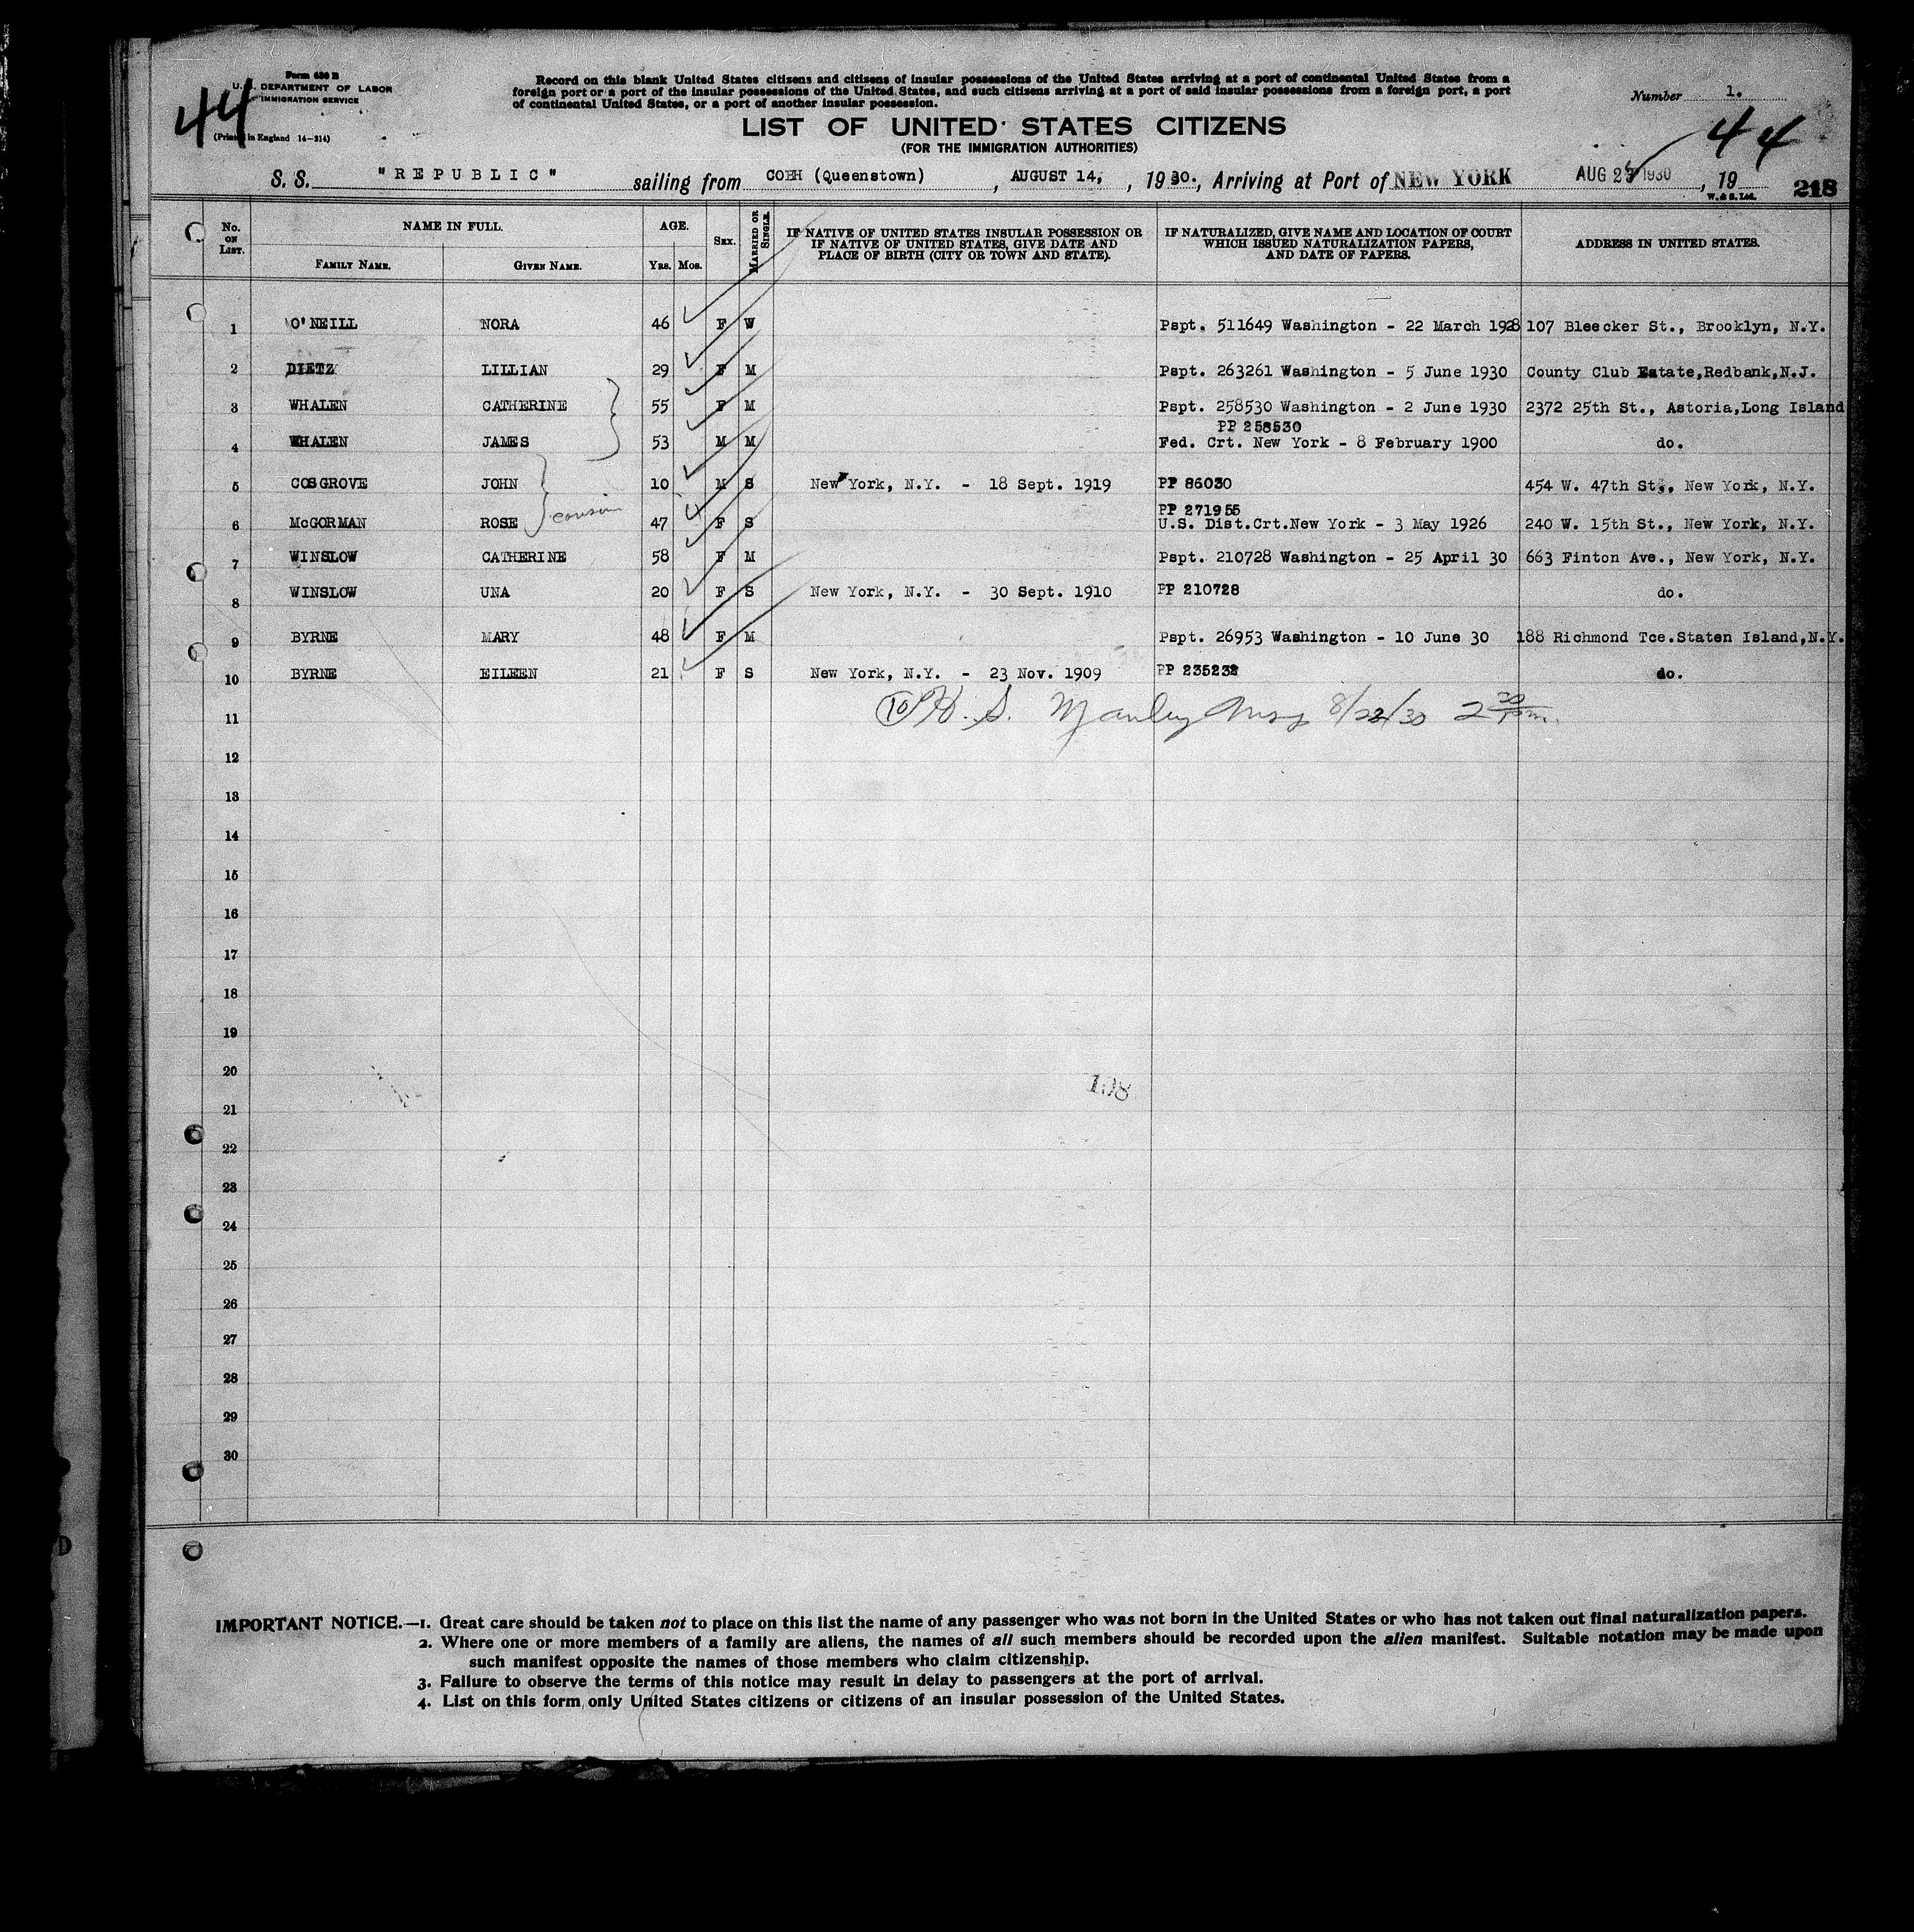 Form 630 B
U.S. DEPARTMENT OF LABOR
IMMIGRATION SERVICE
44
(Printed in England 14—214)
Record on this blank United States citizens and citizens of insular possessions of the United States arriving at a port of continental United States from a
foreign port or a port of the insular possessions of the United States, and such citizens arriving at a port of said insular possessions from a foreign port, a port
of continental United States, or a port of another insular possession.
Number 1.
LIST OF UNITED STATES CITIZENS
(FOR THE IMMIGRATION AUTHORITIES)
44
S. S. "REPUBLIC" sailing from COBH (Queenstown), AUGUST 14, , 1930., Arriving at Port of NEW YORK AUG 1930, 19
W. & S. Ltd.
218
No. ON LIST. NAME IN FULL. FAMILY NAME. GIVEN NAME. AGE. YRS. MOS. SEX. MARRIED OR SINGLE. IF NATIVE OF UNITED STATES INSULAR POSSESSION OR IF NATIVE OF UNITED STATES, GIVE DATE AND PLACE OF BIRTH (CITY OR TOWN AND STATE). IF NATURALIZED, GIVE NAME AND LOCATION OF COURT WHICH ISSUED NATURALIZATION PAPERS, AND DATE OF PAPERS. ADDRESS IN UNITED STATES.
1 O'NEILL NORA 46 F W Pspt. 511649 Washington - 22 March 1928 107 Bleecker St., Brooklyn, N.Y.
2 DIETZ LILLIAN 29 F M Pspt. 263261 Washington - 5 June 1930 County Club Estate,Redbank,N.J.
3 WHALEN CATHERINE 55 F M Pspt. 258530 Washington - 2 June 1930 2372 25th St., Astoria,Long Island
PP 258530
4 WHALEN JAMES 53 M M Fed. Crt. New York - 8 February 1900 do.
5 COSGROVE JOHN 10 M S New York, N.Y. - 18 Sept. 1919 PP 86030 454 W. 47th St., New York, N.Y.
cousin
PP 271955
6 McGORMAN ROSE 47 F S U.S. Dist.Crt.New York - 3 May 1926 240 W. 15th St., New York, N.Y.
7 WINSLOW CATHERINE 58 F M Pspt. 210728 Washington - 25 April 30 663 Finton Ave., New York, N.Y.
8 WINSLOW UNA 20 F S New York, N.Y. - 30 Sept. 1910 PP 210728 do.
9 BYRNE MARY 48 F M Pspt. 26953 Washington - 10 June 30 188 Richmond Tce.Staten Island,N.Y.
10 BYRNE EILEEN 21 F S New York, N.Y. - 23 Nov. 1909 PP 235232 do.
11 10 H. S. Manley 8/22/30 2 30 pm.
12
13
14
15
16
17
18
19
20
108
21
22
23
24
25
26
27
28
29
30
IMPORTANT NOTICE.—1. Great care should be taken not to place on this list the name of any passenger who was not born in the United States or who has not taken out final naturalization papers.
2. Where one or more members of a family are aliens, the names of all such members should be recorded upon the alien manifest. Suitable notation may be made upon
such manifest opposite the names of those members who claim citizenship.
3. Failure to observe the terms of this notice may result in delay to passengers at the port of arrival.
4. List on this form only United States citizens or citizens of an insular possession of the United States.